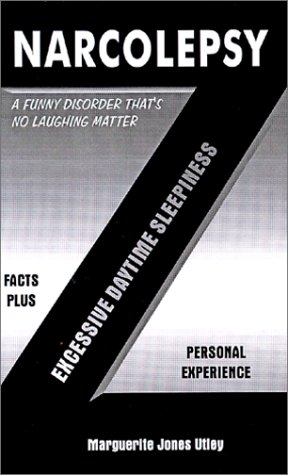 NARCOLEPSY
A FUNNY DISORDER THAT'S
NO LAUGHING MATTER
EXCESSIVE DAYTIME SLEEPINESS
FACTS
PLUS
PERSONAL
EXPERIENCE
Marguerite Jones Utley